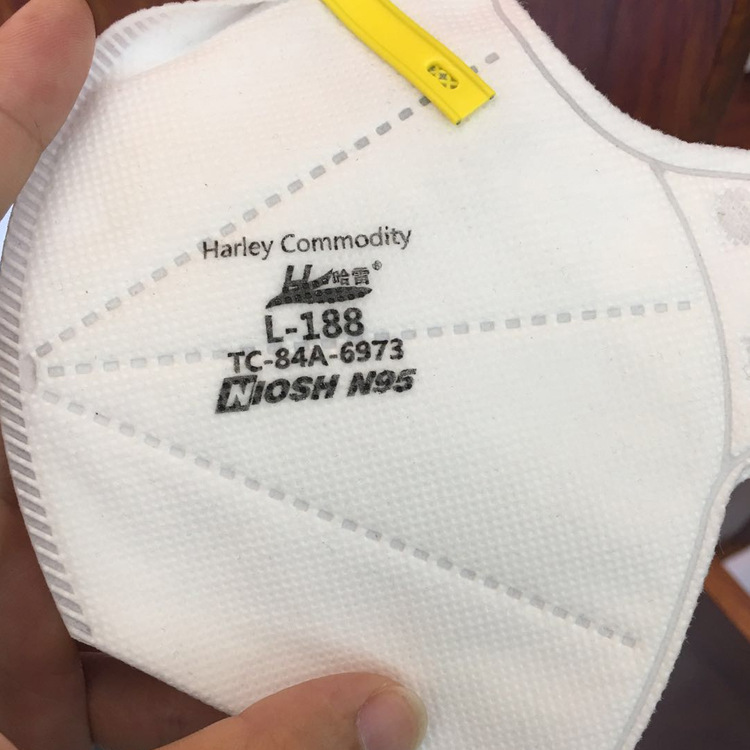 Harley Commodity
哈雷®
L-188
TC-84A-6973
NIOSH N95